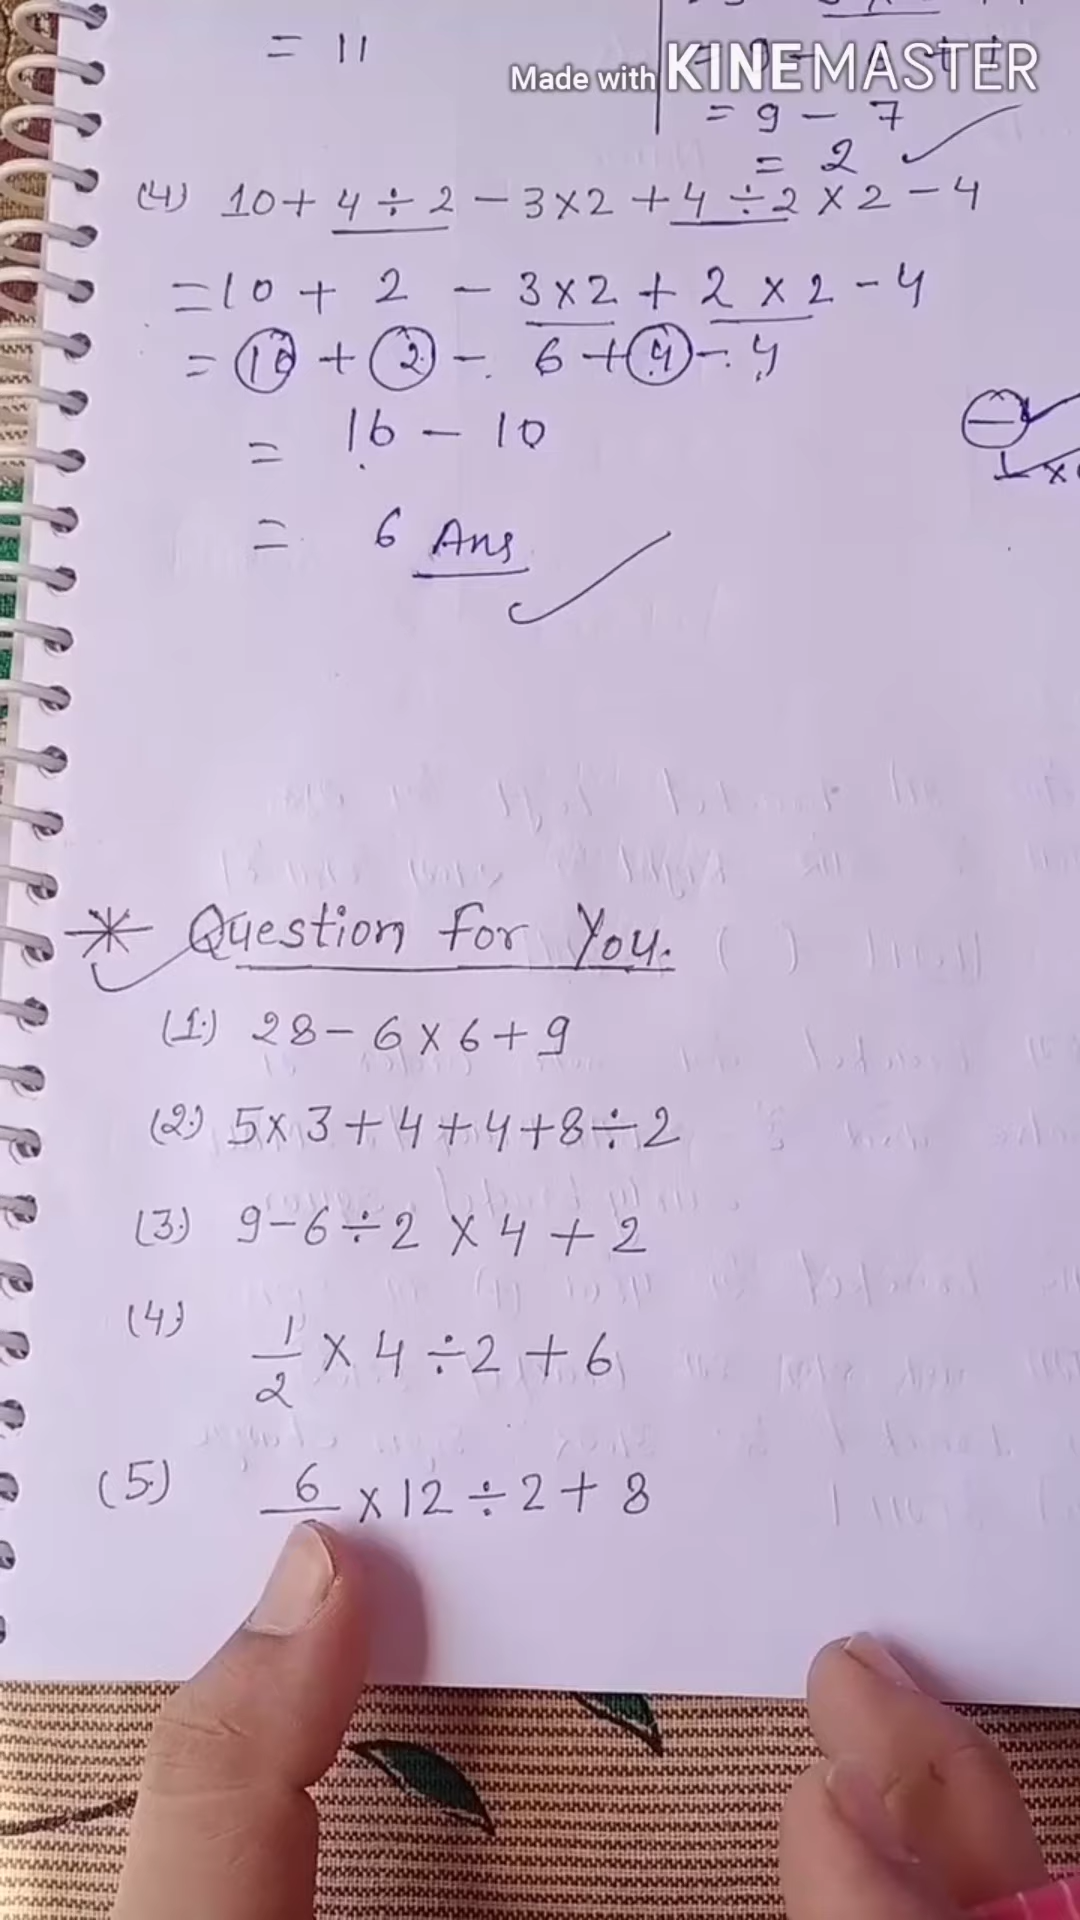 = 11
Made with KINEMASTER
= 9 - 7
= 2
(4) 10 + 4 ÷ 2 - 3 × 2 + 4 ÷ 2 × 2 - 4
= 10 + 2 - 3 × 2 + 2 × 2 - 4
= 10 + 2 - 6 + 4 - 4
= 16 - 10
= 6 Ans
Question for You.
(1.) 28 - 6 × 6 + 9
(2.) 5 × 3 + 4 + 4 + 8 ÷ 2
(3.) 9 - 6 ÷ 2 × 4 + 2
(4) 1/2 × 4 ÷ 2 + 6
(5.) 6 × 12 ÷ 2 + 8